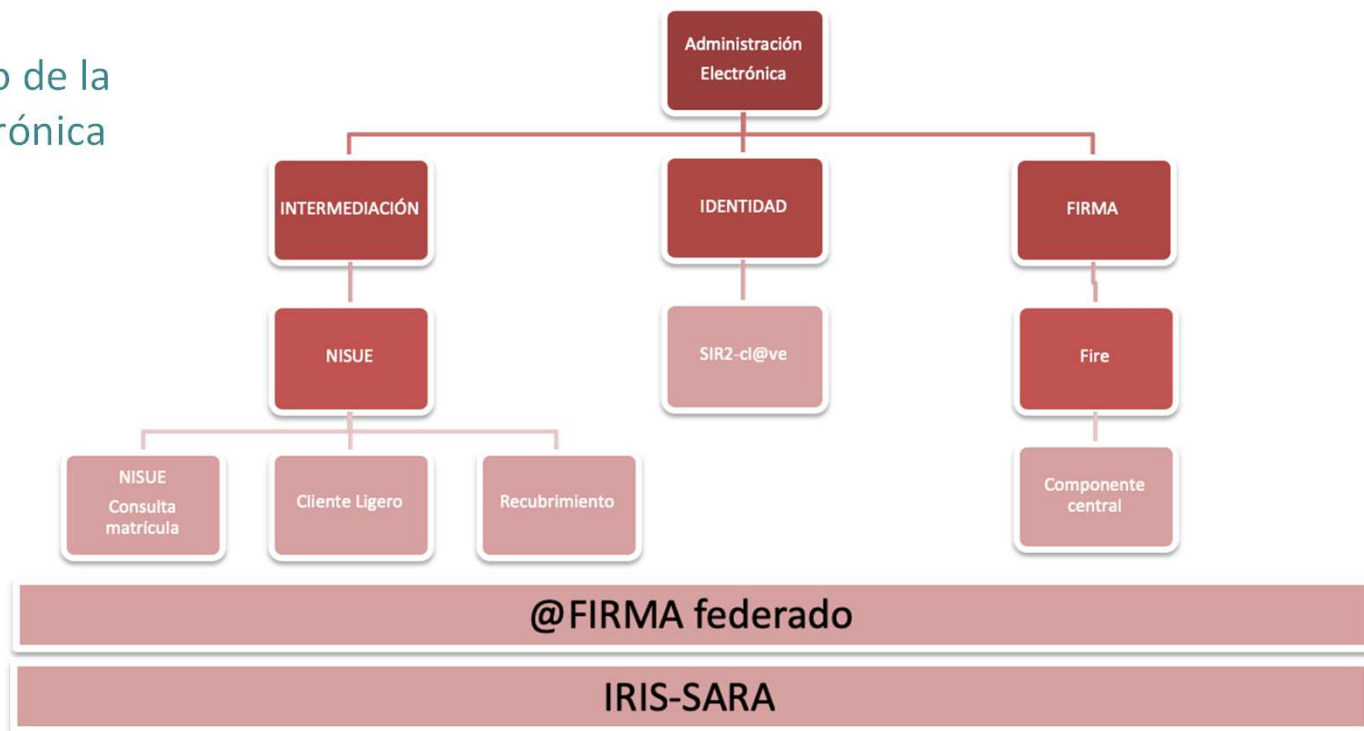 de la
Administración
Electrónica
INTERMEDIACIÓN
IDENTIDAD
FIRMA
NISUE
SIR2-cl@ve
Fire
NISUE
Consulta
matrícula
Cliente Ligero
Recubrimiento
Componente
central
@FIRMA federado
IRIS-SARA